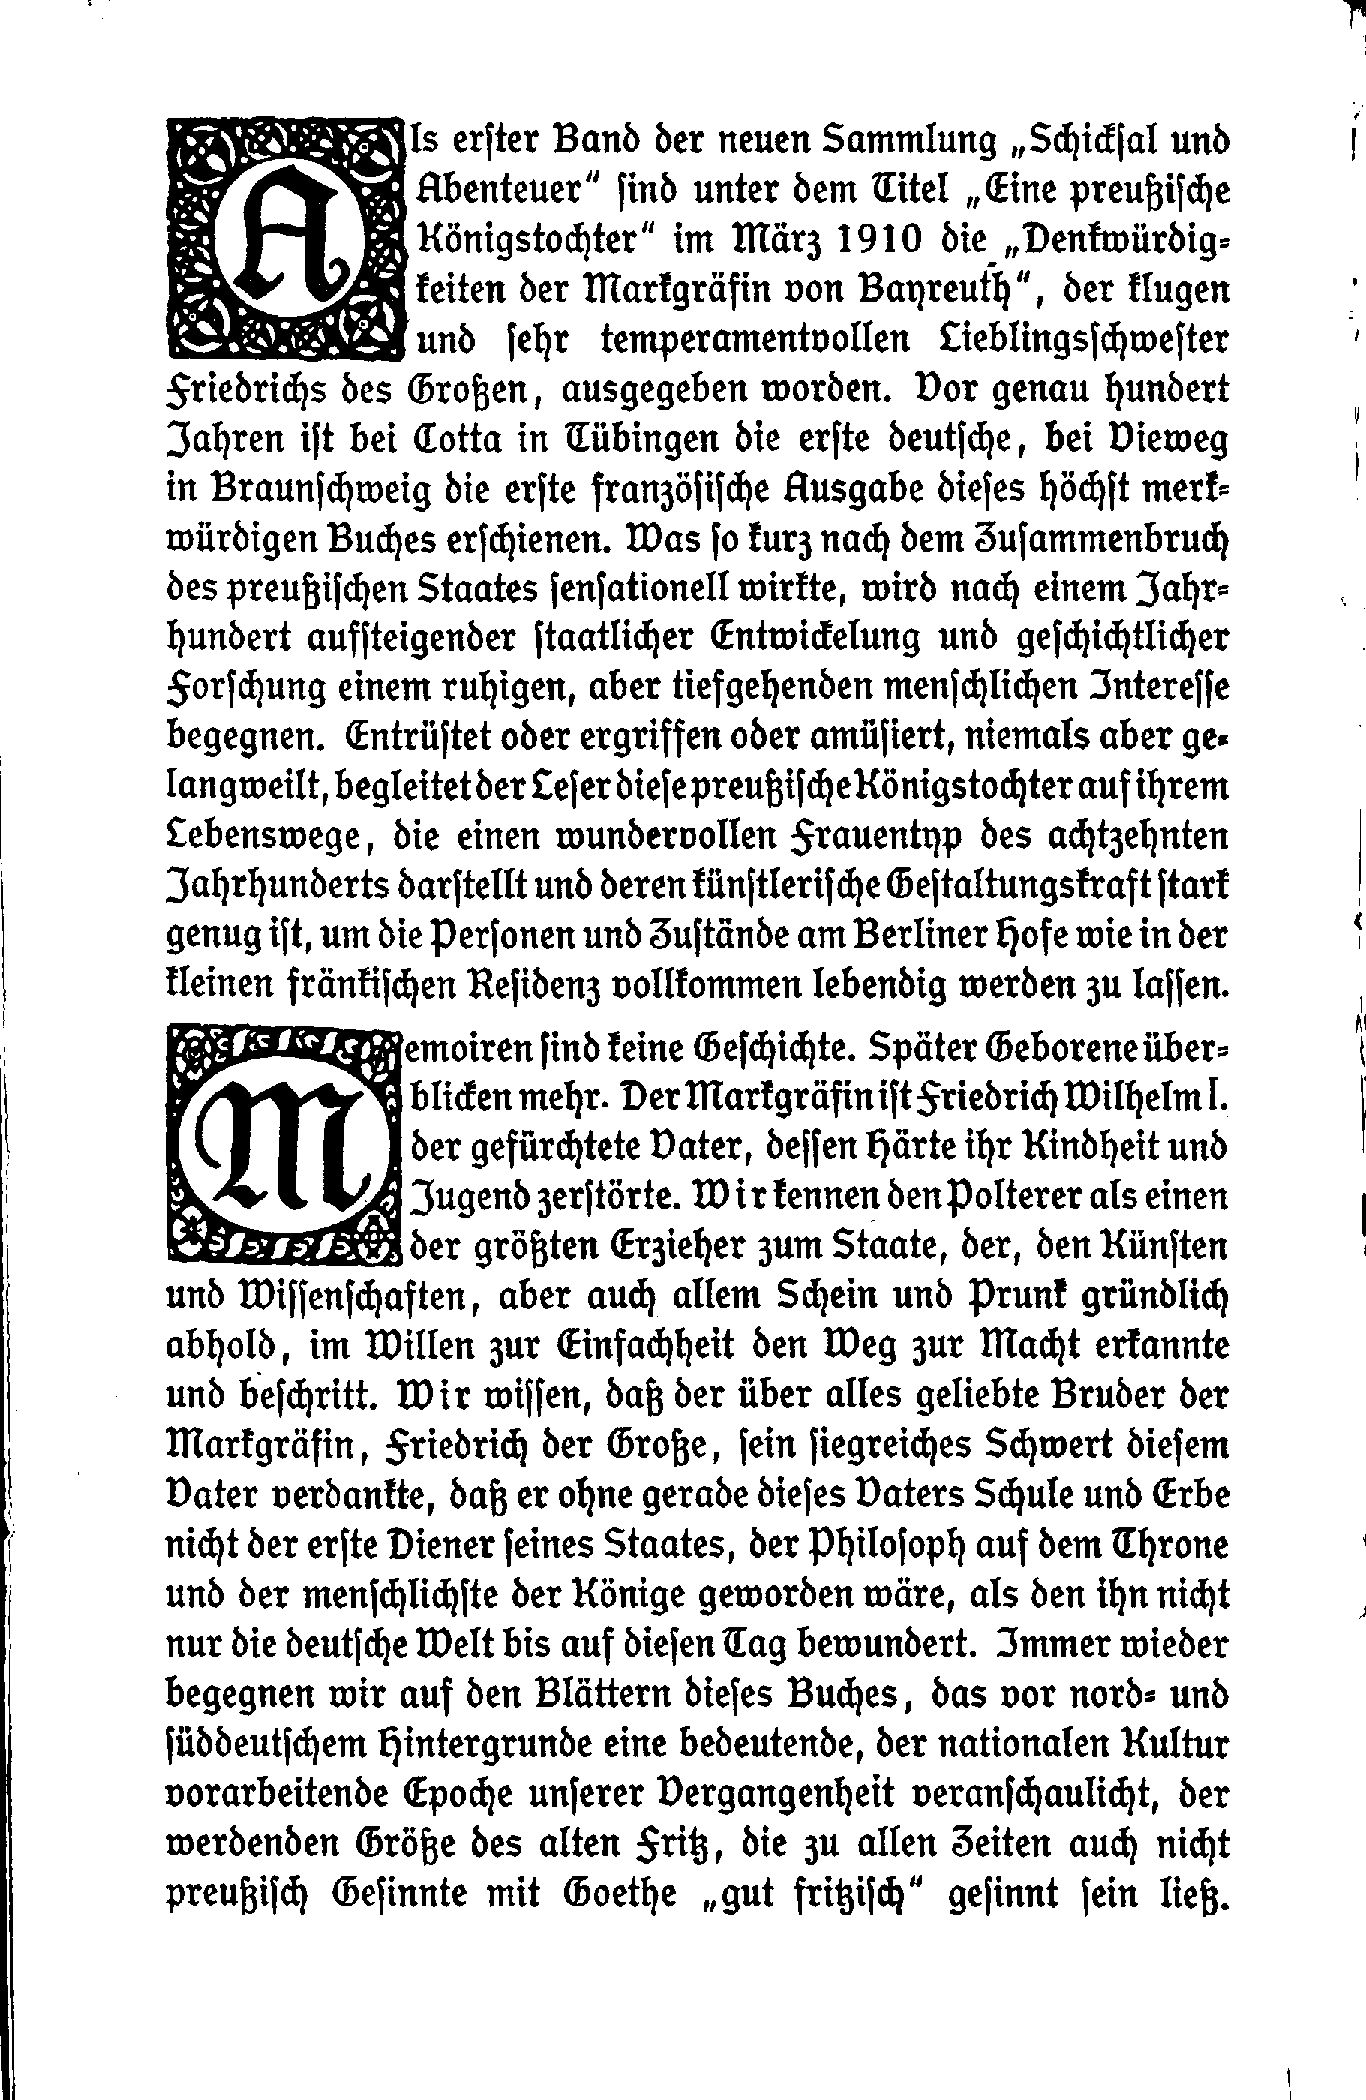 Als erſter Band der neuen Sammlung „Schickſal und
Abenteuer“ ſind unter dem Titel „Eine preußiſche
Königstochter“ im März 1910 die „Denkwürdig-
keiten der Markgräfin von Bayreuth“, der klugen
und ſehr temperamentvollen Lieblingsſchweſter
Friedrichs des Großen, ausgegeben worden. Vor genau hundert
Jahren iſt bei Cotta in Tübingen die erſte deutſche, bei Vieweg
in Braunſchweig die erſte franzöſiſche Ausgabe dieſes höchſt merk-
würdigen Buches erſchienen. Was ſo kurz nach dem Zuſammenbruch
des preußiſchen Staates ſenſationell wirkte, wird nach einem Jahr-
hundert aufſteigender ſtaatlicher Entwickelung und geſchichtlicher
Forſchung einem ruhigen, aber tiefgehenden menſchlichen Intereſſe
begegnen. Entrüſtet oder ergriffen oder amüſiert, niemals aber ge-
langweilt, begleitet der Leſer dieſe preußiſche Königstochter auf ihrem
Lebenswege, die einen wundervollen Frauentyp des achtzehnten
Jahrhunderts darſtellt und deren künſtleriſche Geſtaltungskraft ſtark
genug iſt, um die Perſonen und Zuſtände am Berliner Hofe wie in der
kleinen fränkiſchen Reſidenz vollkommen lebendig werden zu laſſen.
Memoiren ſind keine Geſchichte. Später Geborene über-
blicken mehr. Der Markgräfin iſt Friedrich Wilhelm I.
der gefürchtete Vater, deſſen Härte ihr Kindheit und
Jugend zerſtörte. Wir kennen den Polterer als einen
der größten Erzieher zum Staate, der, den Künſten
und Wiſſenſchaften, aber auch allem Schein und Prunk gründlich
abhold, im Willen zur Einfachheit den Weg zur Macht erkannte
und beſchritt. Wir wiſſen, daß der über alles geliebte Bruder der
Markgräfin, Friedrich der Große, ſein ſiegreiches Schwert dieſem
Vater verdankte, daß er ohne gerade dieſes Vaters Schule und Erbe
nicht der erſte Diener ſeines Staates, der Philoſoph auf dem Throne
und der menſchlichſte der Könige geworden wäre, als den ihn nicht
nur die deutſche Welt bis auf dieſen Tag bewundert. Immer wieder
begegnen wir auf den Blättern dieſes Buches, das vor nord- und
ſüddeutſchem Hintergrunde eine bedeutende, der nationalen Kultur
vorarbeitende Epoche unſerer Vergangenheit veranſchaulicht, der
werdenden Größe des alten Fritz, die zu allen Zeiten auch nicht
preußiſch Geſinnte mit Goethe „gut fritziſch“ geſinnt ſein ließ.